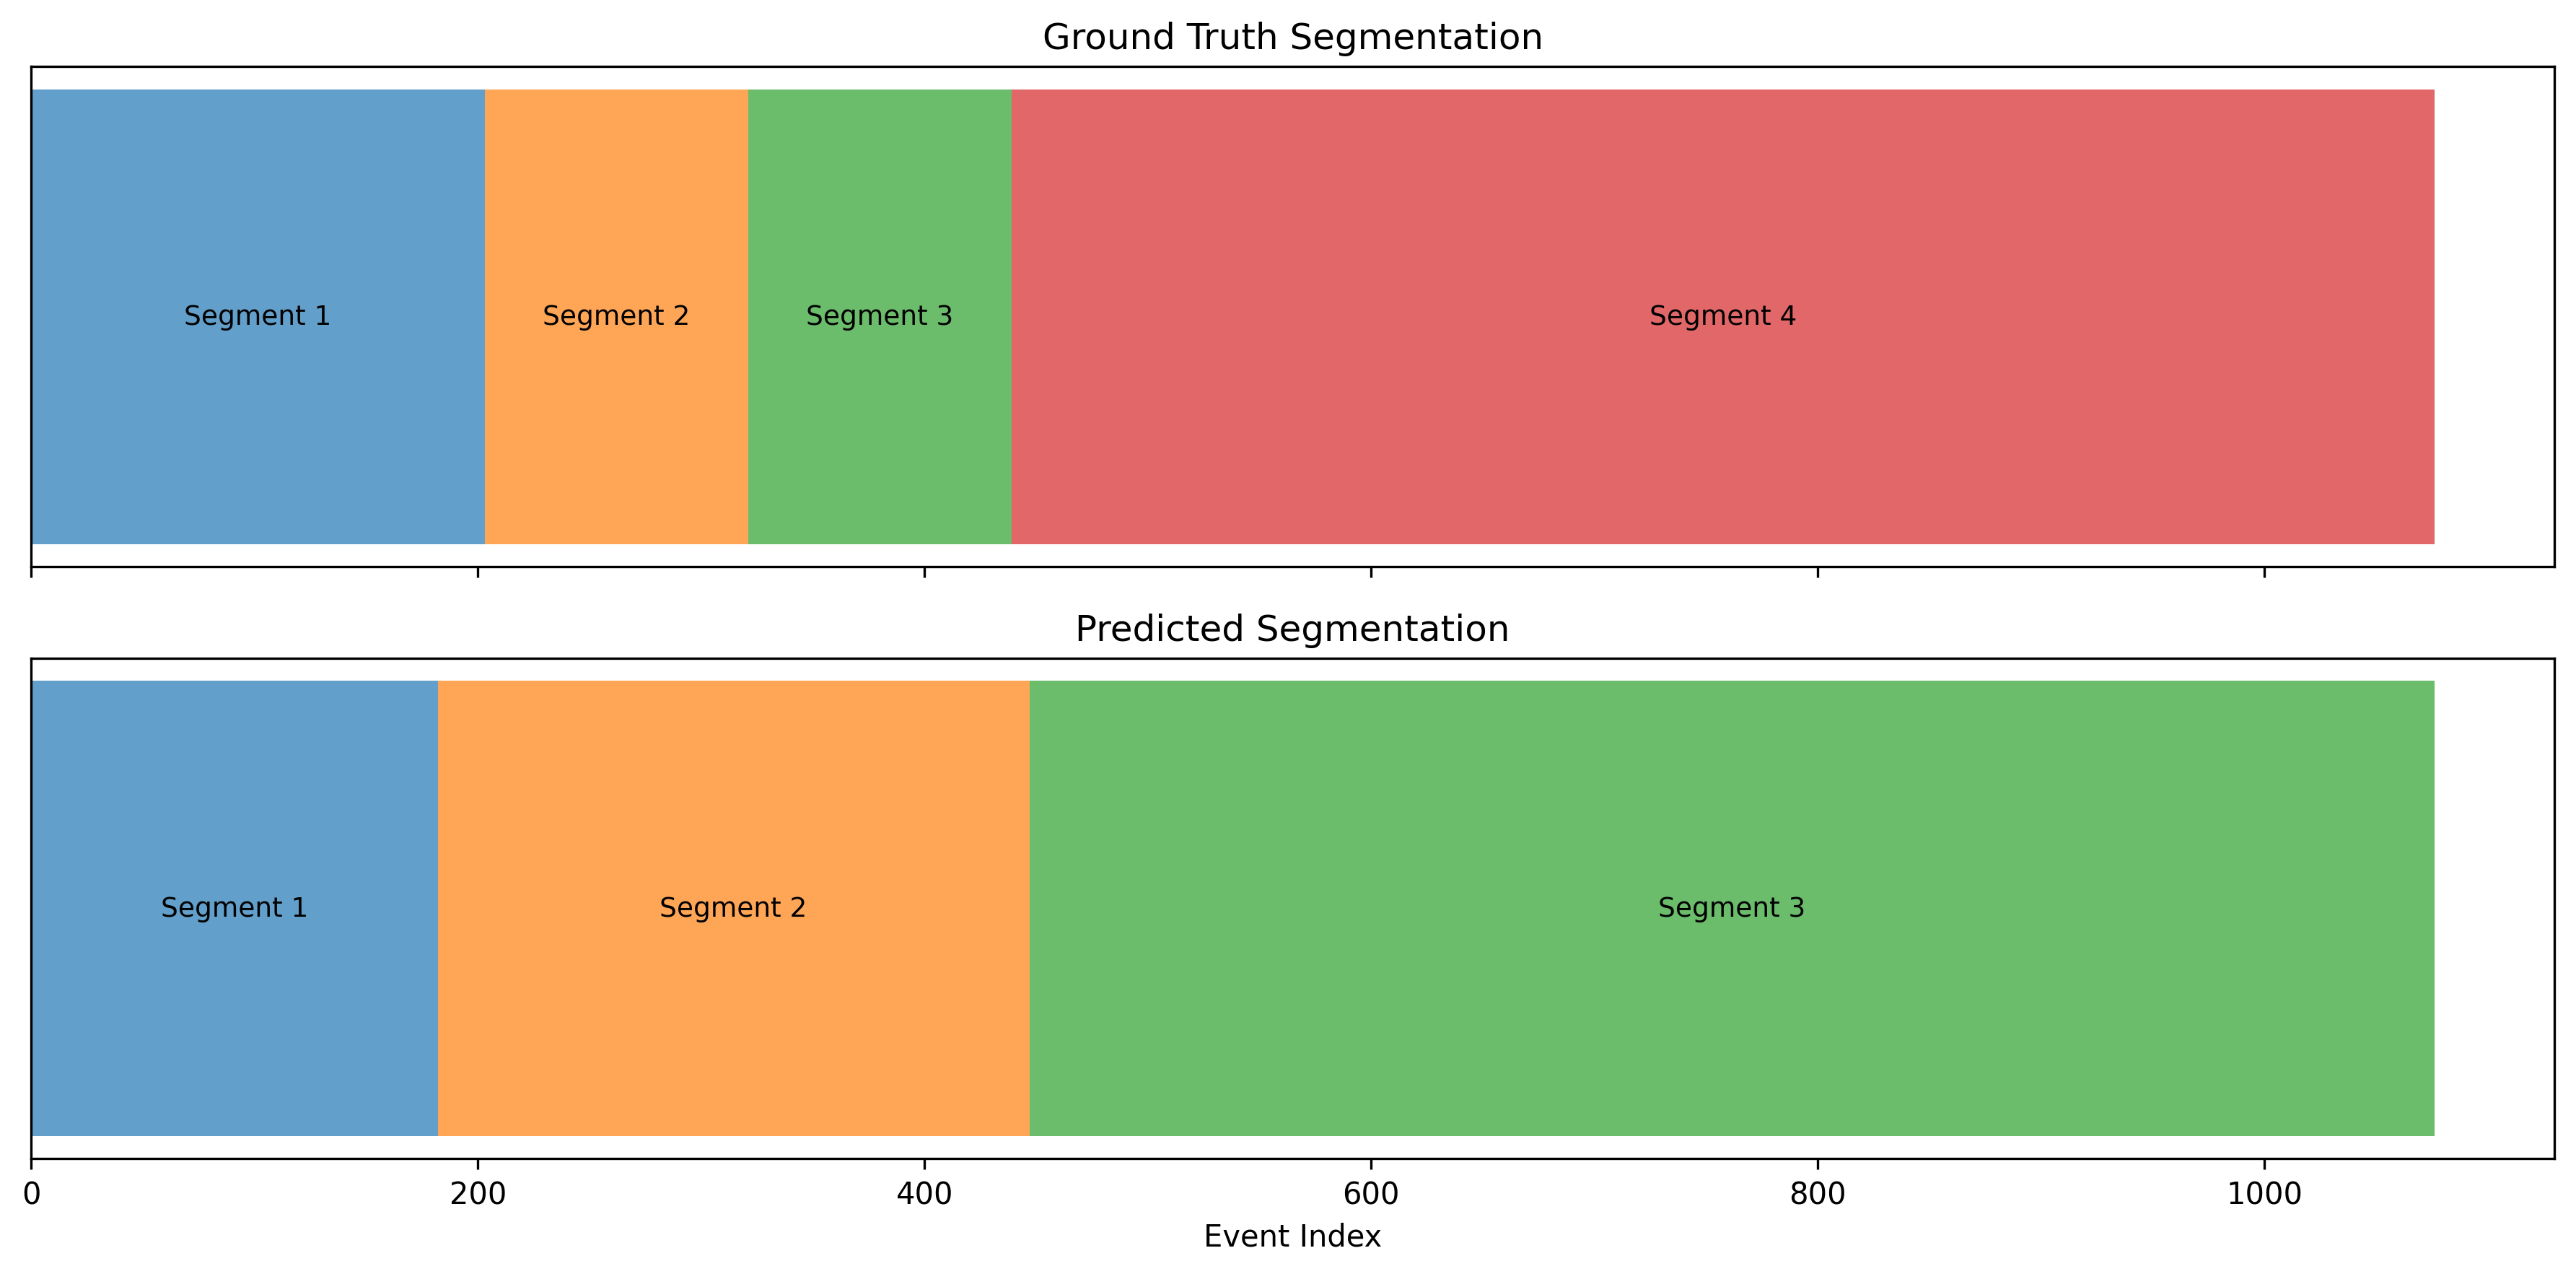 Ground Truth Segmentation
Segment 1 Segment 2 Segment 3 Segment 4
Predicted Segmentation
Segment 1 Segment 2 Segment 3
0 200 400 600 800 1000
Event Index